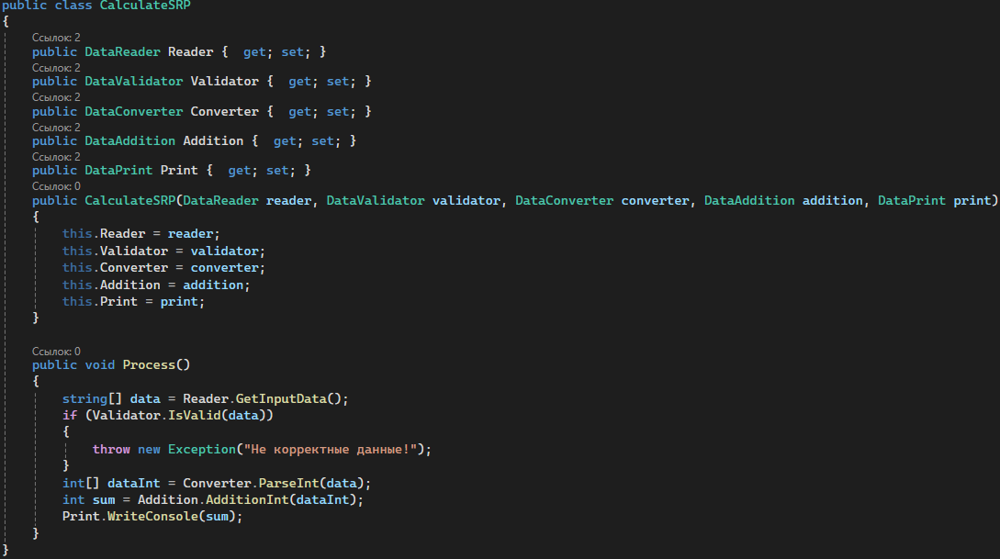 public class CalculateSRP
{
Ссылок: 2
public DataReader Reader { get; set; }
Ссылок: 2
public DataValidator Validator { get; set; }
Ссылок: 2
public DataConverter Converter { get; set; }
Ссылок: 2
public DataAddition Addition { get; set; }
Ссылок: 2
public DataPrint Print { get; set; }
Ссылок: 0
public CalculateSRP(DataReader reader, DataValidator validator, DataConverter converter, DataAddition addition, DataPrint print)
{
this.Reader = reader;
this.Validator = validator;
this.Converter = converter;
this.Addition = addition;
this.Print = print;
}
Ссылок: 0
public void Process()
{
string[] data = Reader.GetInputData();
if (Validator.IsValid(data))
{
throw new Exception("Не корректные данные!");
}
int[] dataInt = Converter.ParseInt(data);
int sum = Addition.AdditionInt(dataInt);
Print.WriteConsole(sum);
}
}